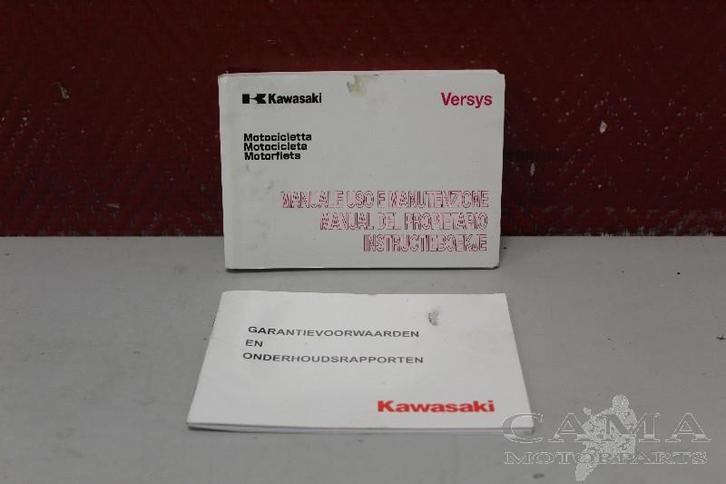 Kawasaki
Versys
Motocicletta
Motocicleta
Motorfiets
MANUALE USO E MANUTENZIONE
MANUAL DEL PROPIETARIO
INSTRUCTIEBOEKJE
GARANTIEVOORWAARDEN
EN
ONDERHOUDSRAPPORTEN
Kawasaki
CAMA
MOTORPARTS